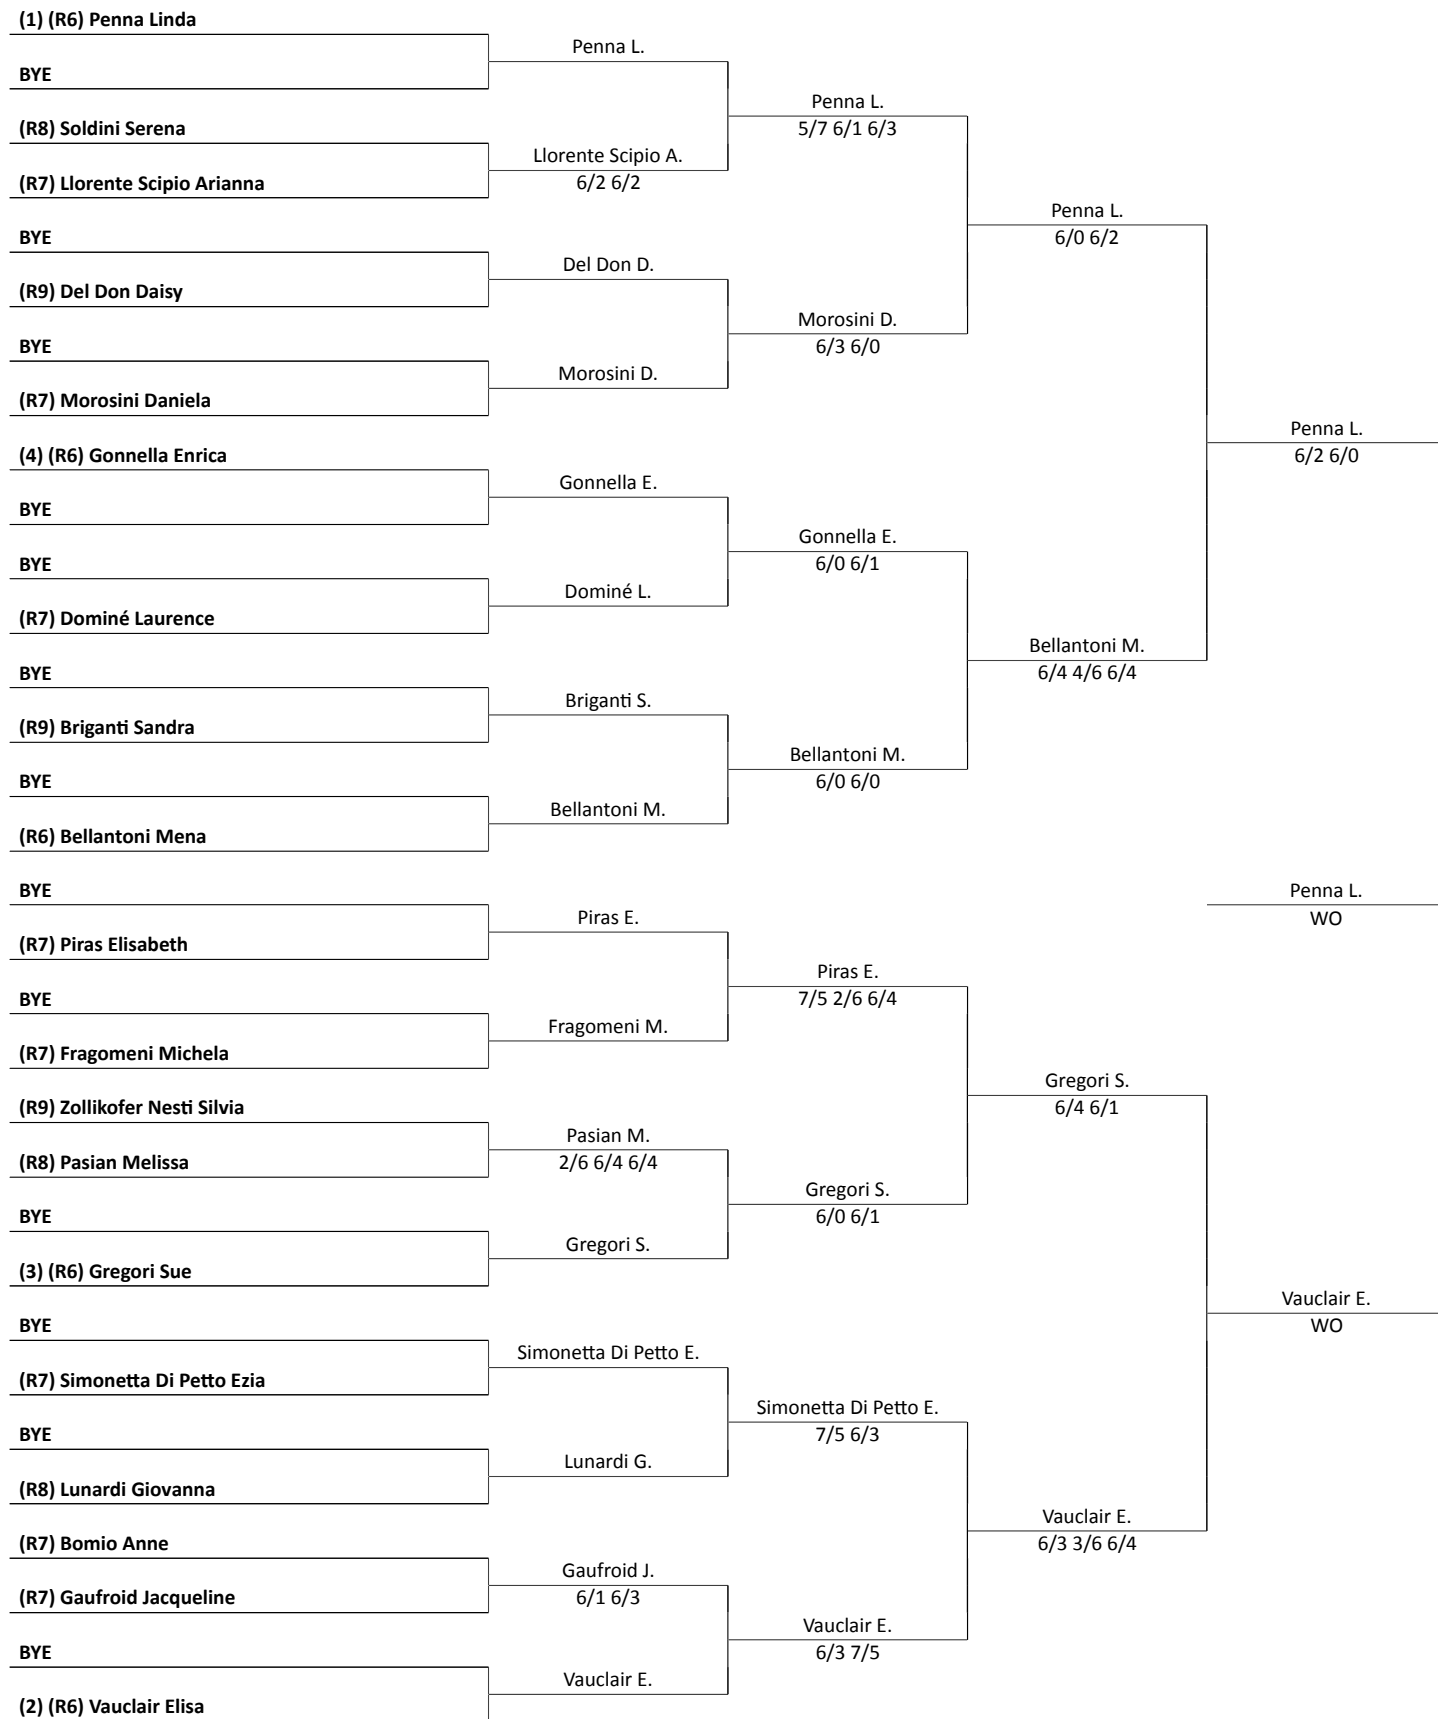 (1) (R6) Penna Linda
BYE
(R8) Soldini Serena
(R7) Llorente Scipio Arianna
BYE
(R9) Del Don Daisy
BYE
(R7) Morosini Daniela
(4) (R6) Gonnella Enrica
BYE
BYE
(R7) Dominé Laurence
BYE
(R9) Briganti Sandra
BYE
(R6) Bellantoni Mena
BYE
(R7) Piras Elisabeth
BYE
(R7) Fragomeni Michela
(R9) Zollikofer Nesti Silvia
(R8) Pasian Melissa
BYE
(3) (R6) Gregori Sue
BYE
(R7) Simonetta Di Petto Ezia
BYE
(R8) Lunardi Giovanna
(R7) Bomio Anne
(R7) Gaufroid Jacqueline
BYE
(2) (R6) Vauclair Elisa
Penna L.
Llorente Scipio A.
6/2 6/2
Del Don D.
Morosini D.
Gonnella E.
Dominé L.
Briganti S.
Bellantoni M.
Piras E.
Fragomeni M.
Pasian M.
2/6 6/4 6/4
Gregori S.
Simonetta Di Petto E.
Lunardi G.
Gaufroid J.
6/1 6/3
Vauclair E.
Penna L.
5/7 6/1 6/3
Morosini D.
6/3 6/0
Gonnella E.
6/0 6/1
Bellantoni M.
6/0 6/0
Piras E.
7/5 2/6 6/4
Gregori S.
6/0 6/1
Simonetta Di Petto E.
7/5 6/3
Vauclair E.
6/3 7/5
Penna L.
6/0 6/2
Bellantoni M.
6/4 4/6 6/4
Gregori S.
6/4 6/1
Vauclair E.
6/3 3/6 6/4
Penna L.
6/2 6/0
Penna L.
WO
Vauclair E.
WO